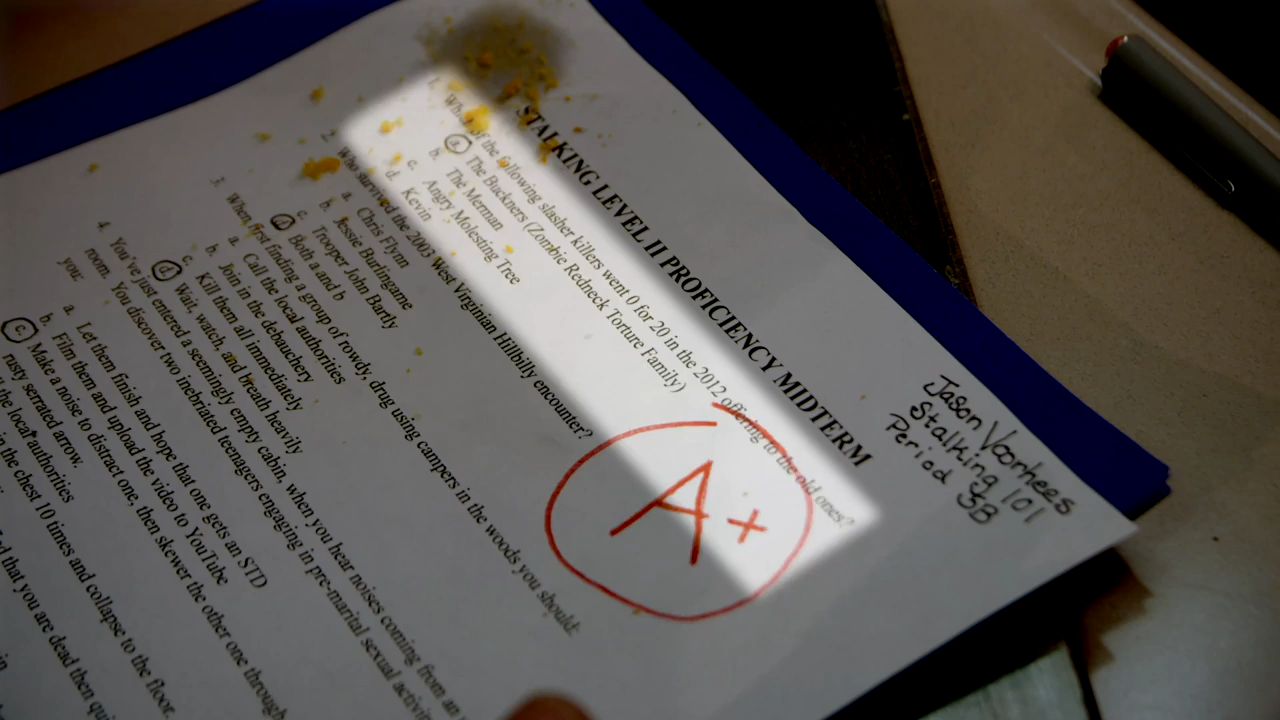 Jason Voorhees
Stalking 101
Period 3B
STALKING LEVEL II PROFICIENCY MIDTERM
A+
1. Which of the following slasher killers went 0 for 20 in the 2012 offering to the old ones?
a. The Buckners (Zombie Redneck Torture Family)
b. The Merman
c. Angry Molesting Tree
d. Kevin
2. Who survived the 2003 West Virginian Hillbilly encounter?
a. Chris Flynn
b. Jessie Burlingame
c. Trooper John Bartly
d. Both a and b
3. When first finding a group of rowdy, drug using campers in the woods you should:
a. Call the local authorities
b. Join in the debauchery
c. Kill them all immediately
d. Wait, watch, and breath heavily
4. You've just entered a seemingly empty cabin, when you hear noises coming from an
room. You discover two inebriated teenagers engaging in pre-marital sexual
you:
a. Let them finish and hope that one gets an STD
b. Film them and upload the video to YouTube
c. Make a noise to distract one, then skewer the other one through
rusty serrated arrow.
the local authorities
in the chest 10 times and collapse to the floor.
that you are dead then
in